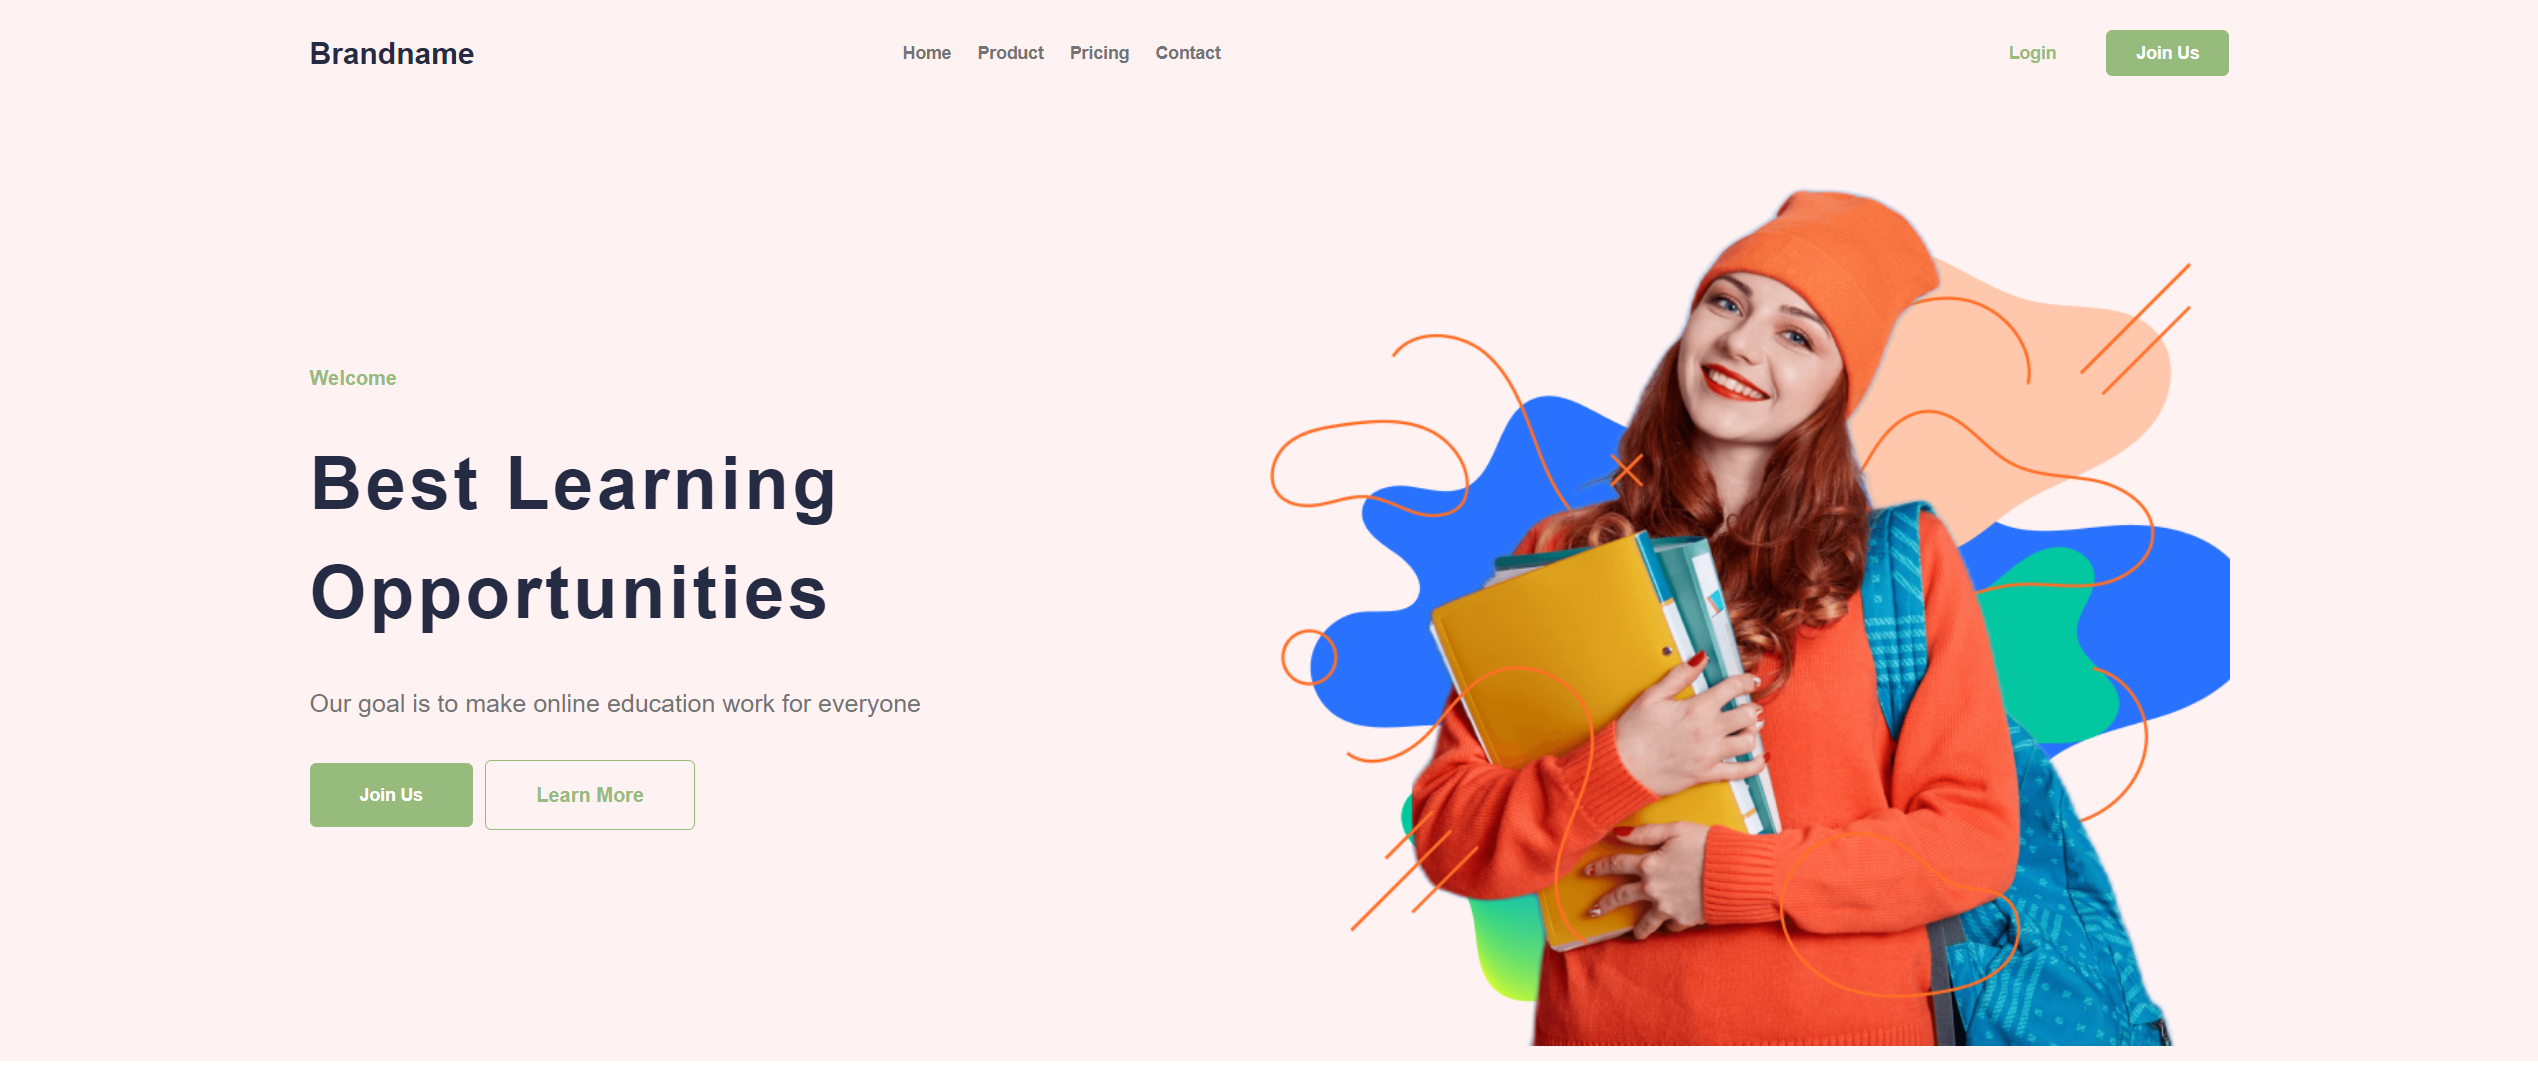 Brandname
Home Product Pricing Contact
Login
Join Us
Welcome
Best Learning
Opportunities
Our goal is to make online education work for everyone
Join Us
Learn More